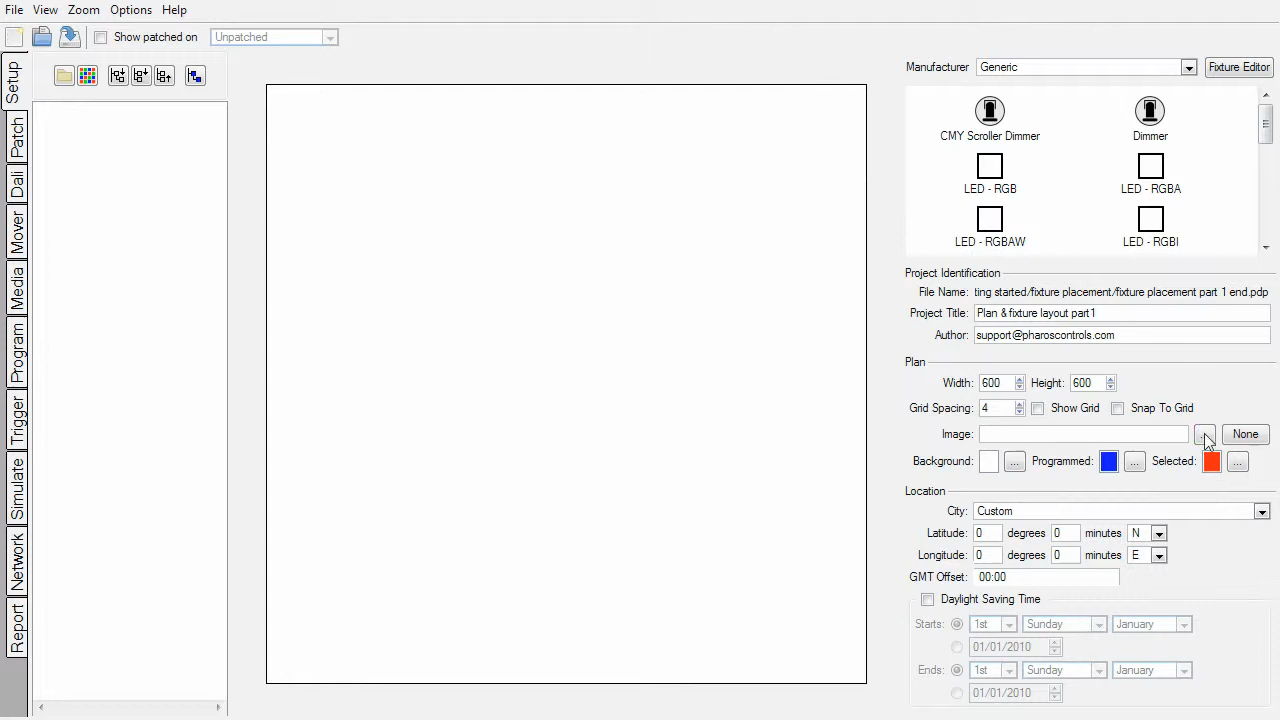 File View Zoom Options Help
Show patched on Unpatched
Setup
Patch
Dali
Mover
Media
Program
Trigger
Simulate
Network
Report
Manufacturer Generic Fixture Editor
CMY Scroller Dimmer Dimmer
LED - RGB LED - RGBA
LED - RGBAW LED - RGBI
Project Identification
File Name: ting started/fixture placement/fixture placement part 1 end.pdp
Project Title: Plan & fixture layout part1
Author: support@pharoscontrols.com
Plan
Width: 600 Height: 600
Grid Spacing: 4 Show Grid Snap To Grid
Image: ... None
Background: ... Programmed: ... Selected: ...
Location
City: Custom
Latitude: 0 degrees 0 minutes N
Longitude: 0 degrees 0 minutes E
GMT Offset: 00:00
Daylight Saving Time
Starts: 1st Sunday January
01/01/2010
Ends: 1st Sunday January
01/01/2010